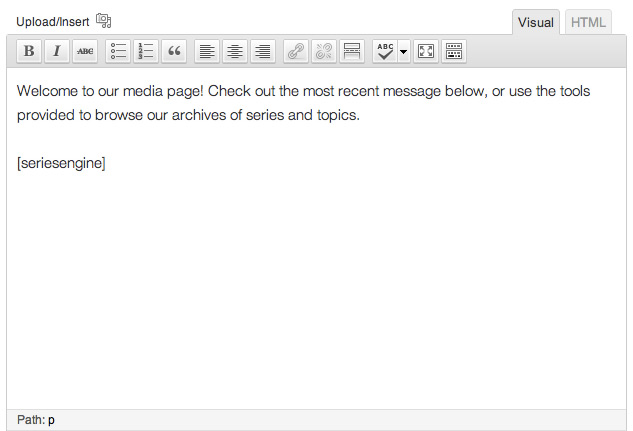 Upload/Insert
Visual
HTML
B I ABC
ABC
Welcome to our media page! Check out the most recent message below, or use the tools
provided to browse our archives of series and topics.
[seriesengine]
Path: p